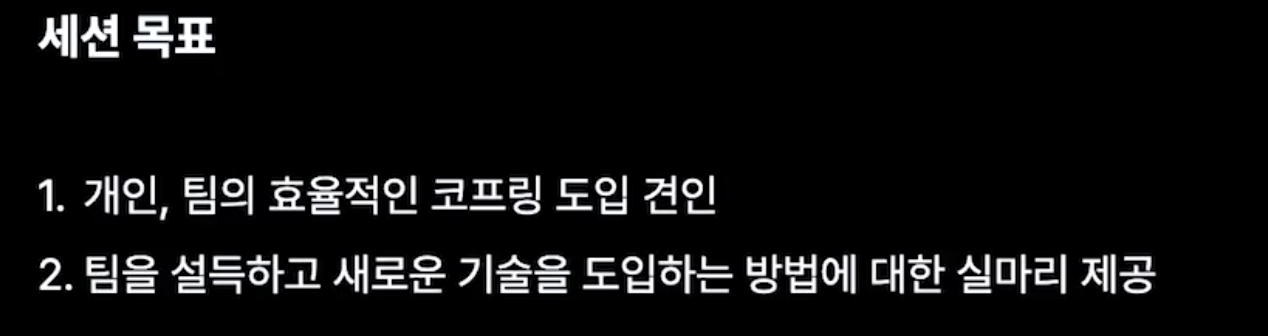 세션 목표
1. 개인, 팀의 효율적인 코프링 도입 견인
2. 팀을 설득하고 새로운 기술을 도입하는 방법에 대한 실마리 제공